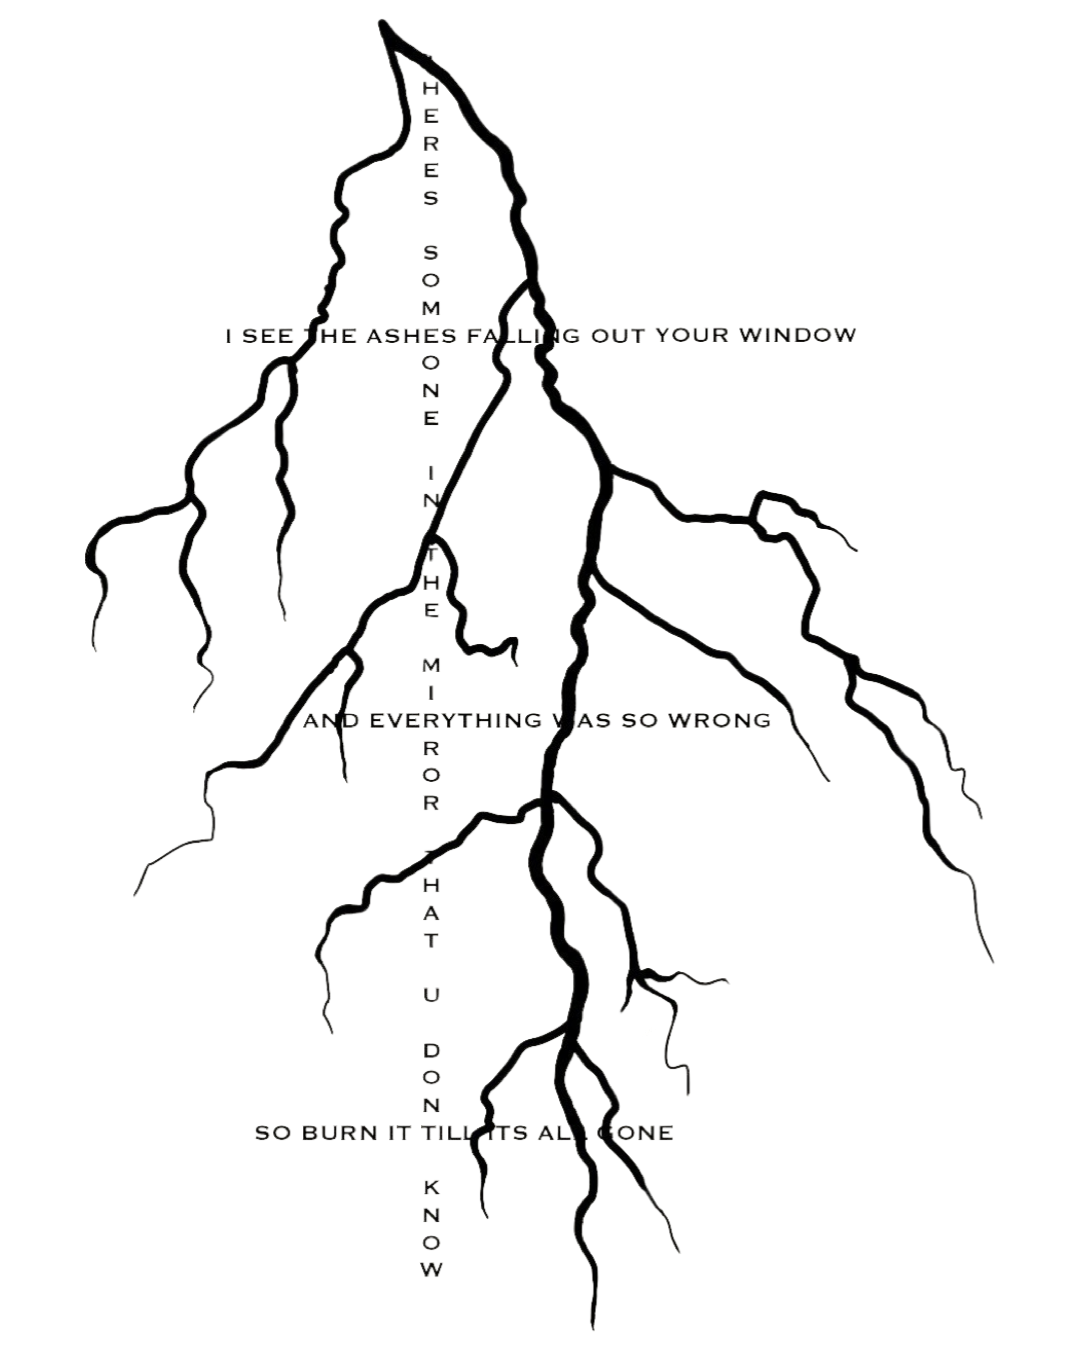 THERES SOMEONE IN THE MIRROR THAT U DONT KNOW
I SEE THE ASHES FALLING OUT YOUR WINDOW
AND EVERYTHING WAS SO WRONG
SO BURN IT TILL ITS ALL GONE